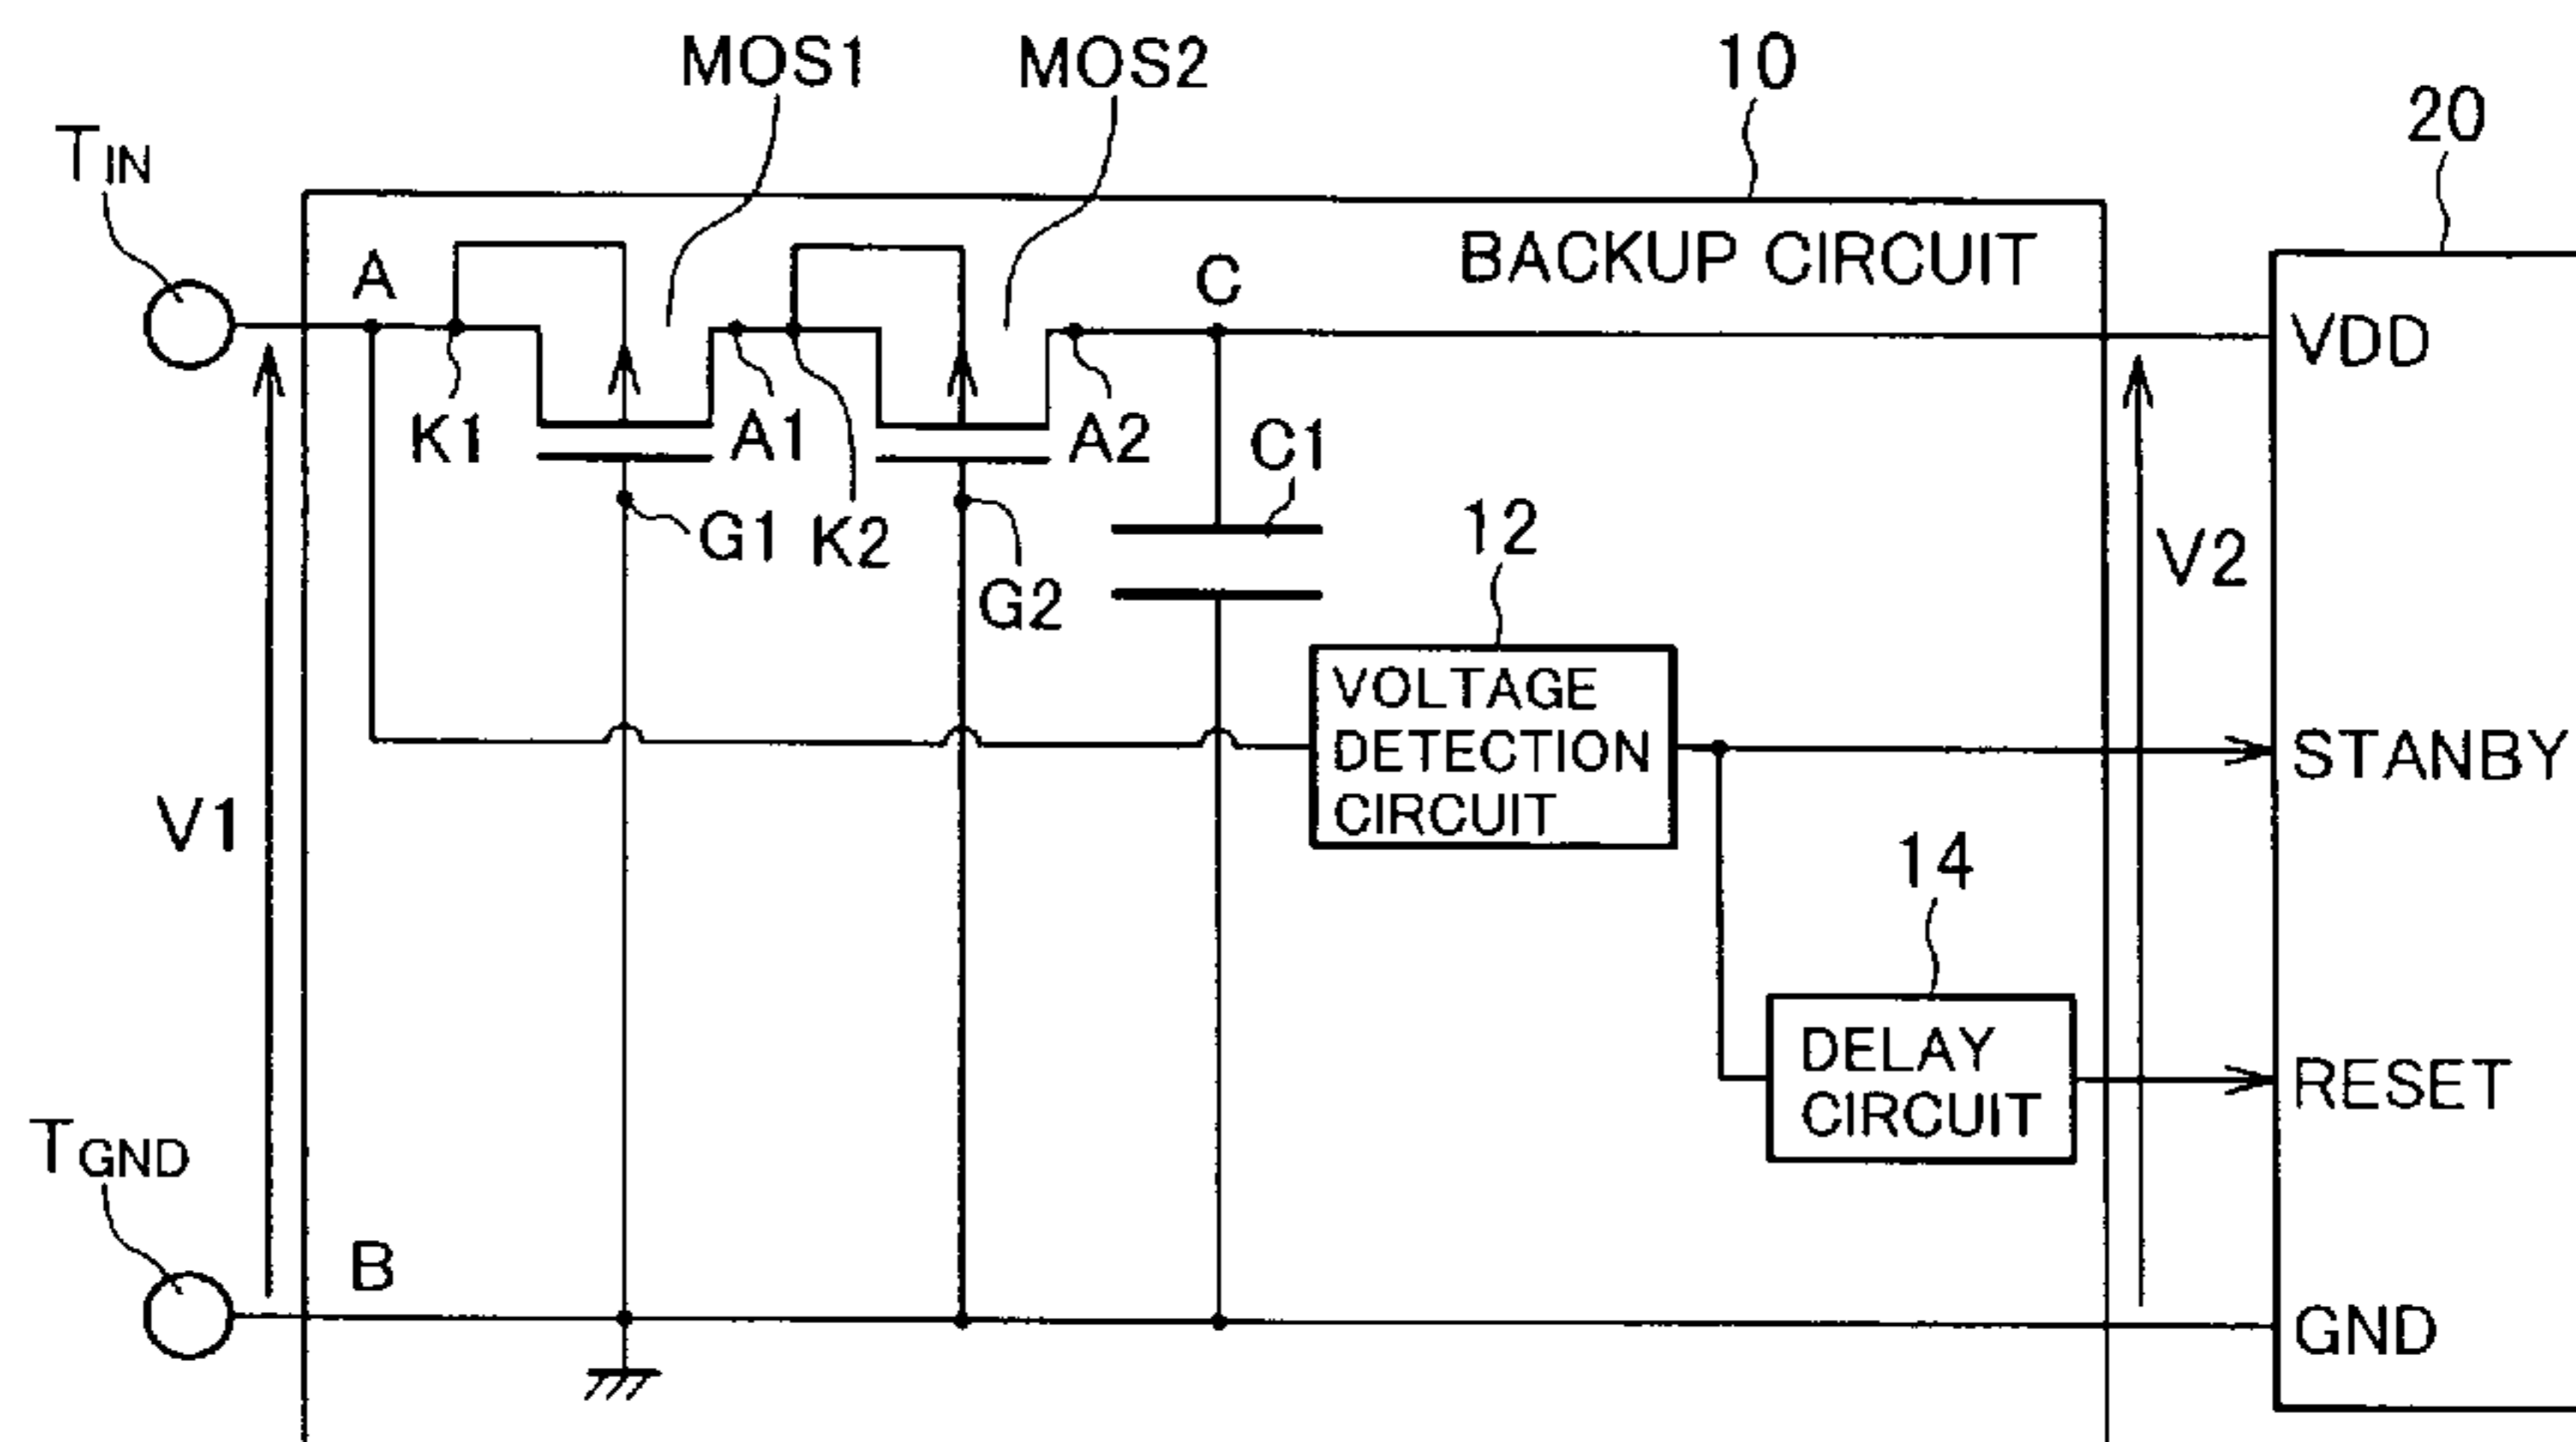 MOS1
MOS2
10
20
TIN
BACKUP CIRCUIT
A
C
VDD
K1
A1
A2
C1
G1
K2
G2
12
V2
VOLTAGE
DETECTION
CIRCUIT
STANBY
V1
14
DELAY
CIRCUIT
RESET
TGND
B
GND